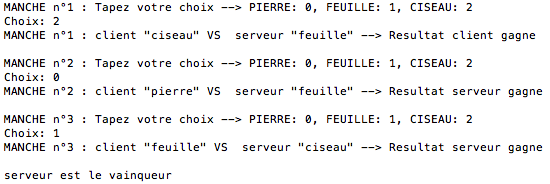 MANCHE n°1 : Tapez votre choix --> PIERRE: 0, FEUILLE: 1, CISEAU: 2
Choix: 2
MANCHE n°1 : client "ciseau" VS  serveur "feuille" --> Resultat client gagne
MANCHE n°2 : Tapez votre choix --> PIERRE: 0, FEUILLE: 1, CISEAU: 2
Choix: 0
MANCHE n°2 : client "pierre" VS  serveur "feuille" --> Resultat serveur gagne
MANCHE n°3 : Tapez votre choix --> PIERRE: 0, FEUILLE: 1, CISEAU: 2
Choix: 1
MANCHE n°3 : client "feuille" VS  serveur "ciseau" --> Resultat serveur gagne
serveur est le vainqueur